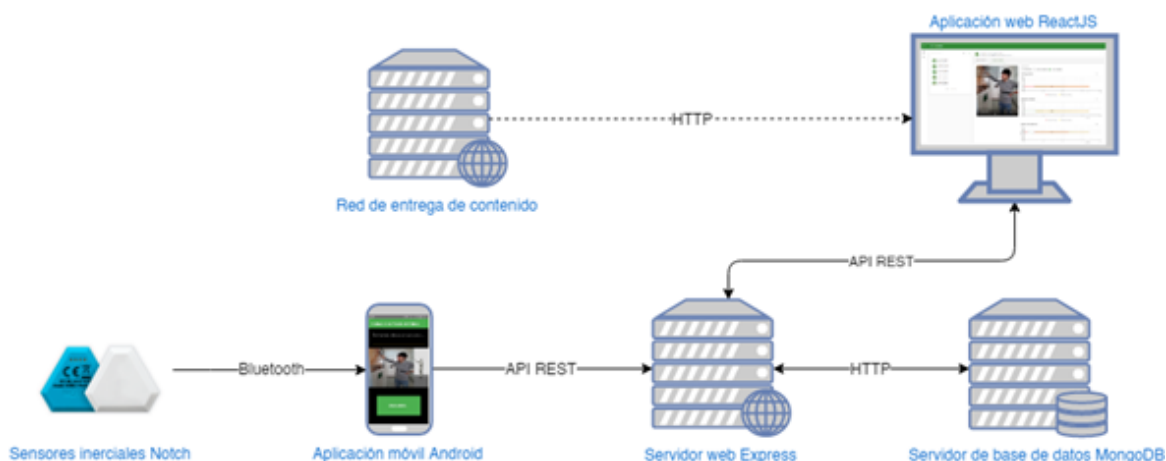 Aplicación web ReactJS
HTTP
Red de entrega de contenido
API REST
Bluetooth
API REST
HTTP
Sensores inerciales Notch
Aplicación móvil Android
Servidor web Express
Servidor de base de datos MongoDB